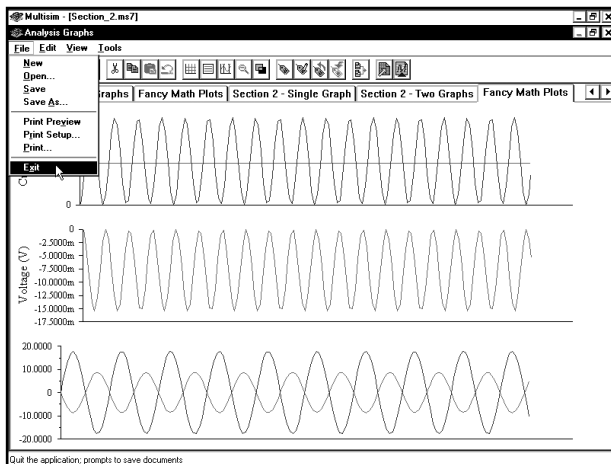 Multisim - [Section_2.ms7]
Analysis Graphs
File Edit View Tools
New
Open...
Save
Save As...
Print Preview
Print Setup...
Print...
Exit
raphs Fancy Math Plots Section 2 - Single Graph Section 2 - Two Graphs Fancy Math Plots
0
Voltage (V)
0
-2.5000m
-5.0000m
-7.5000m
-10.0000m
-12.5000m
-15.0000m
-17.5000m
20.0000
10.0000
0
-10.0000
-20.0000
Quit the application; prompts to save documents